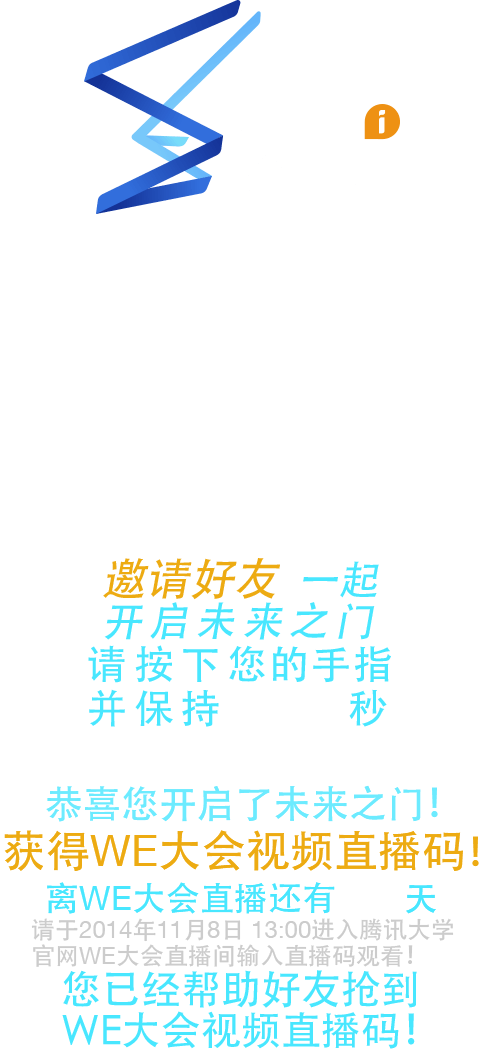 i
邀请好友 一起
开启未来之门
请按下您的手指
并保持 秒
恭喜您开启了未来之门!
获得WE大会视频直播码!
离WE大会直播还有 天
请于2014年11月8日 13:00进入腾讯大学
官网WE大会直播间输入直播码观看!
您已经帮助好友抢到
WE大会视频直播码!